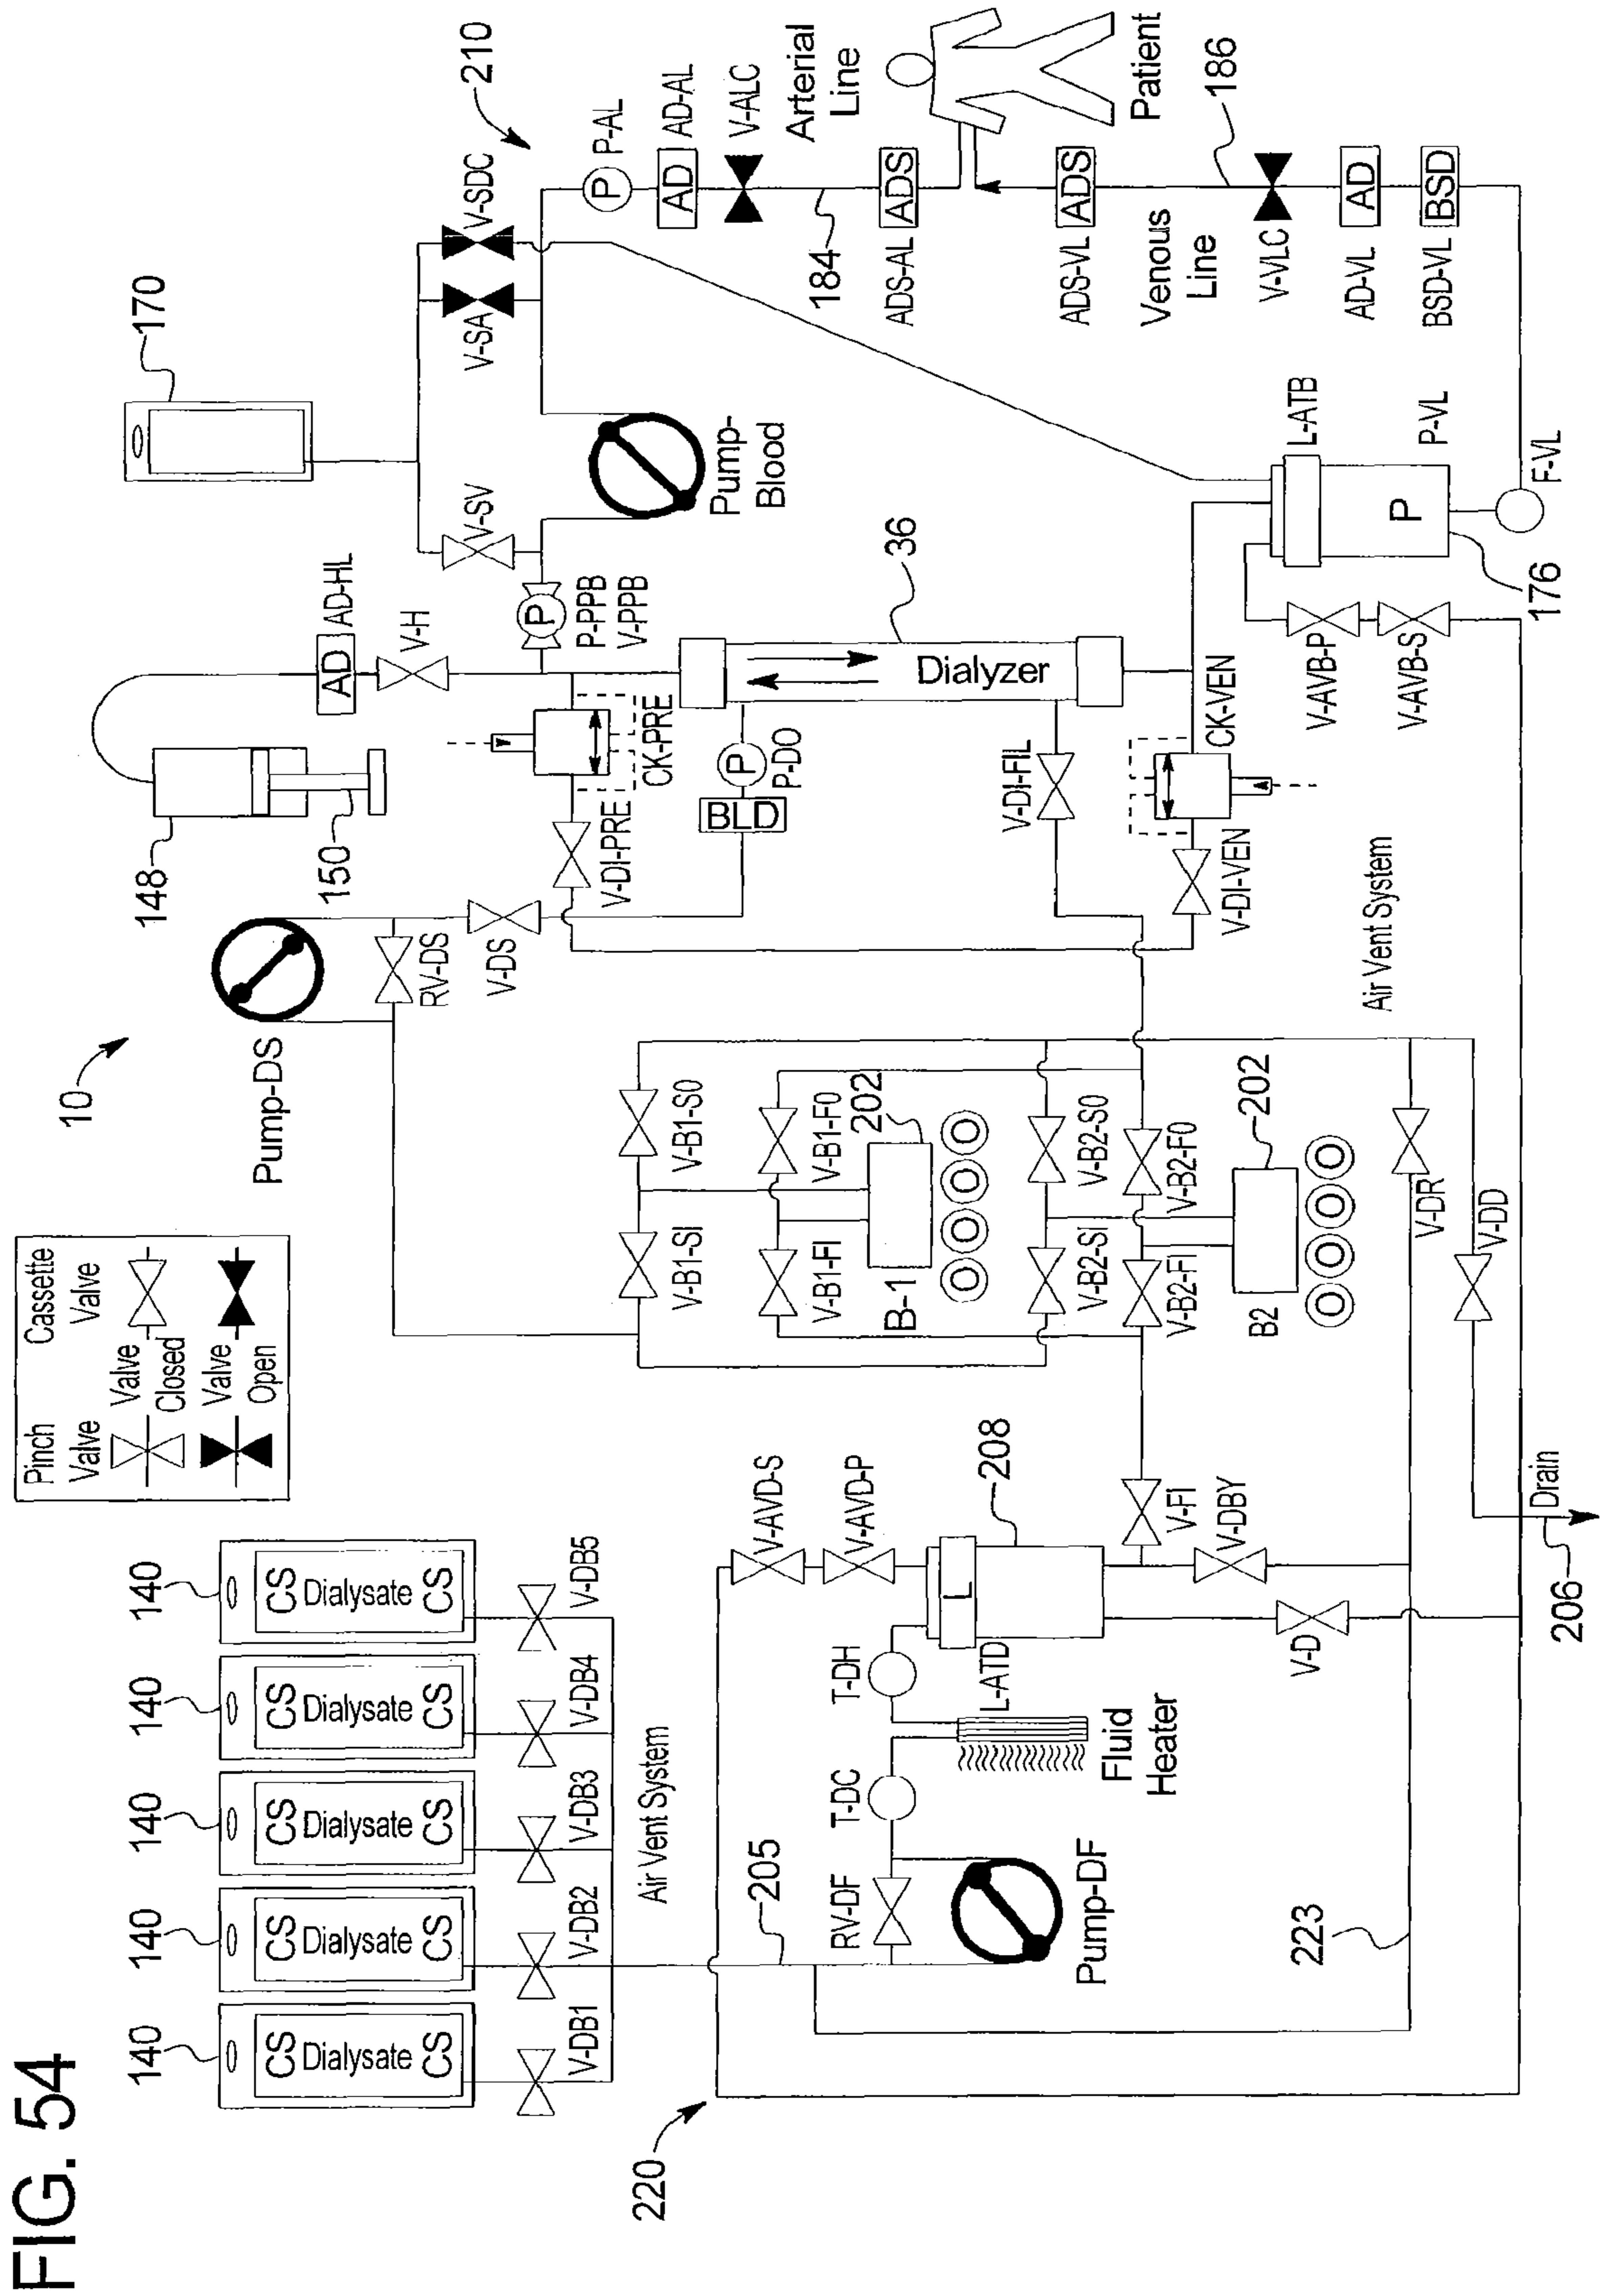 FIG. 54
10
210
220
Pinch Valve
Cassette Valve
Valve Closed
Valve Open
140
140
140
140
140
CS Dialysate CS
CS Dialysate CS
CS Dialysate CS
CS Dialysate CS
CS Dialysate CS
V-DB1
V-DB2
V-DB3
V-DB4
V-DB5
Air Vent System
205
V-AVD-S
V-AVD-P
208
L
L-ATD
T-DH
T-DC
RV-DF
Pump-DF
Fluid
Heater
V-FI
V-DBY
V-D
223
Drain
206
Pump-DS
RV-DS
V-DS
V-B1-SI
V-B1-S0
V-B1-FI
V-B1-F0
202
B-1
O O O O
V-B2-SI
V-B2-S0
V-B2-FI
V-B2-F0
202
B2
O O O O
V-DR
V-DD
Air Vent System
148
150
AD
AD-HL
V-H
170
V-SV
V-SA
V-SDC
Pump-
Blood
P
P-PPB
V-PPB
CK-PRE
V-DI-PRE
BLD
P
P-DO
36
Dialyzer
V-DI-FIL
CK-VEN
V-DI-VEN
V-AVB-P
V-AVB-S
L-ATB
P
P-VL
176
F-VL
P
P-AL
AD
AD-AL
V-ALC
Arterial
Line
184
ADS
ADS-AL
Patient
ADS
ADS-VL
Venous
Line
186
V-VLC
AD
AD-VL
BSD
BSD-VL